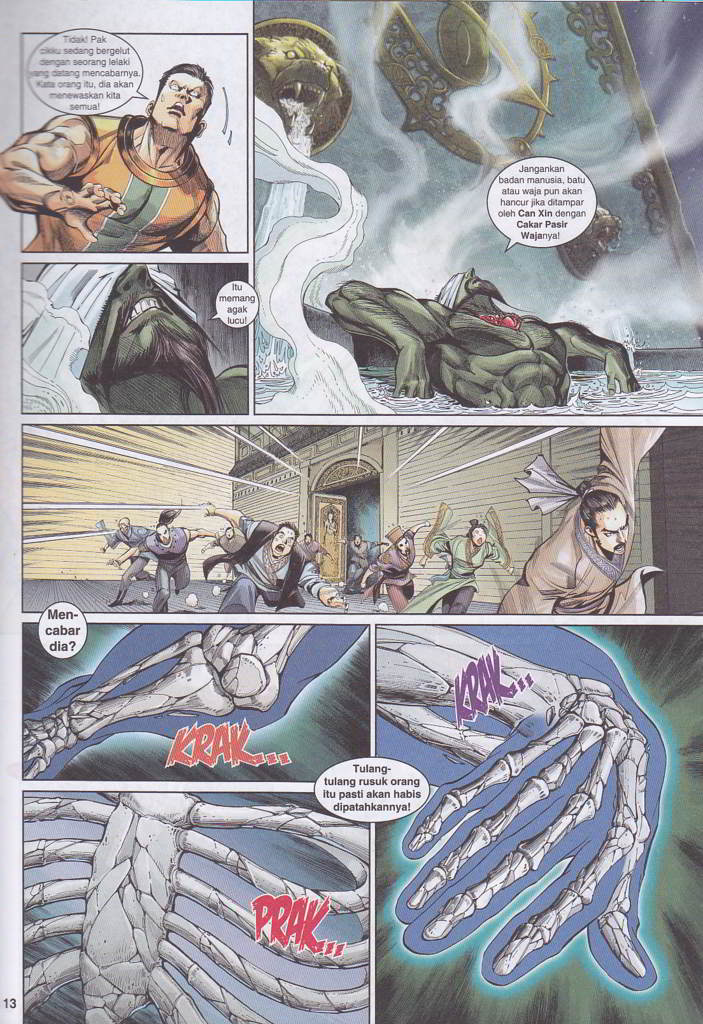 Tidak! Pak
cikku sedang bergelut
dengan seorang lelaki
yang datang mencabarnya.
Kata orang itu, dia akan
menewaskan kita
semua!
Jangankan
badan manusia, batu
atau waja pun akan
hancur jika ditampar
oleh Can Xin dengan
Cakar Pasir
Wajanya!
Itu
memang
agak
lucu!
Men-
cabar
dia?
KRAK...
KRAK...
Tulang-
tulang rusuk orang
itu pasti akan habis
dipatahkannya!
PRAK...
13